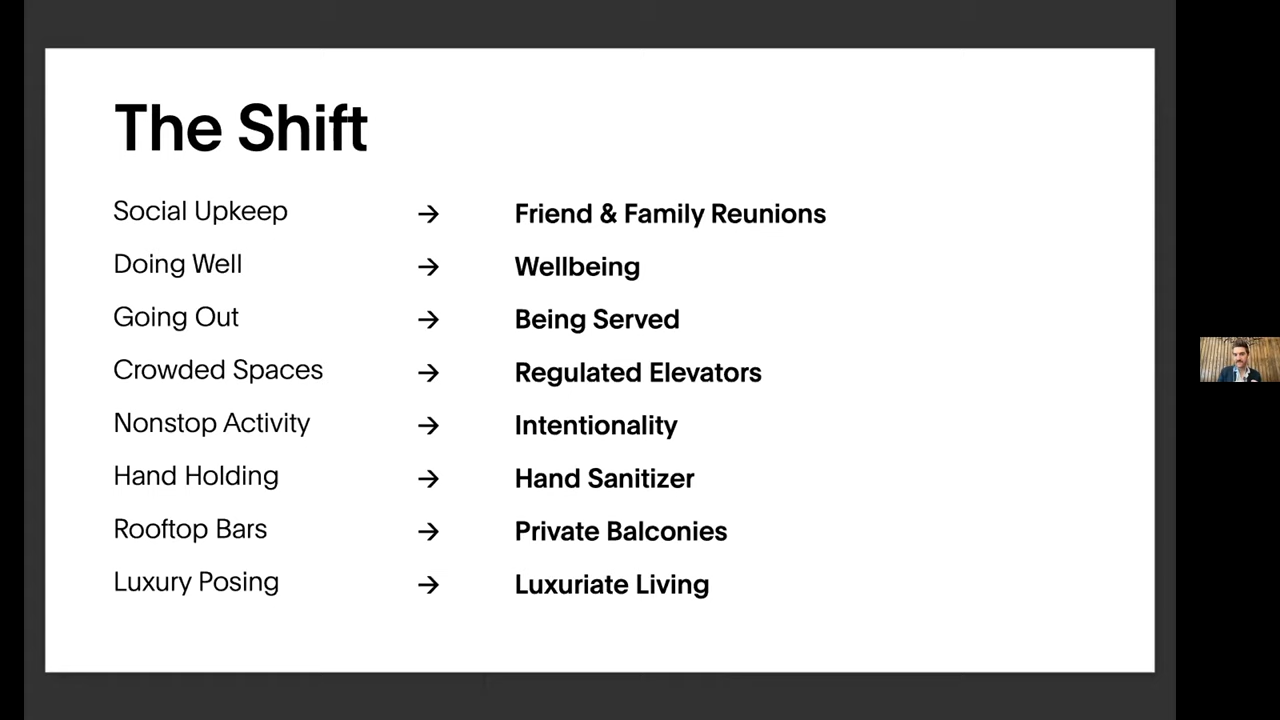 The Shift
Social Upkeep → Friend & Family Reunions
Doing Well → Wellbeing
Going Out → Being Served
Crowded Spaces → Regulated Elevators
Nonstop Activity → Intentionality
Hand Holding → Hand Sanitizer
Rooftop Bars → Private Balconies
Luxury Posing → Luxuriate Living